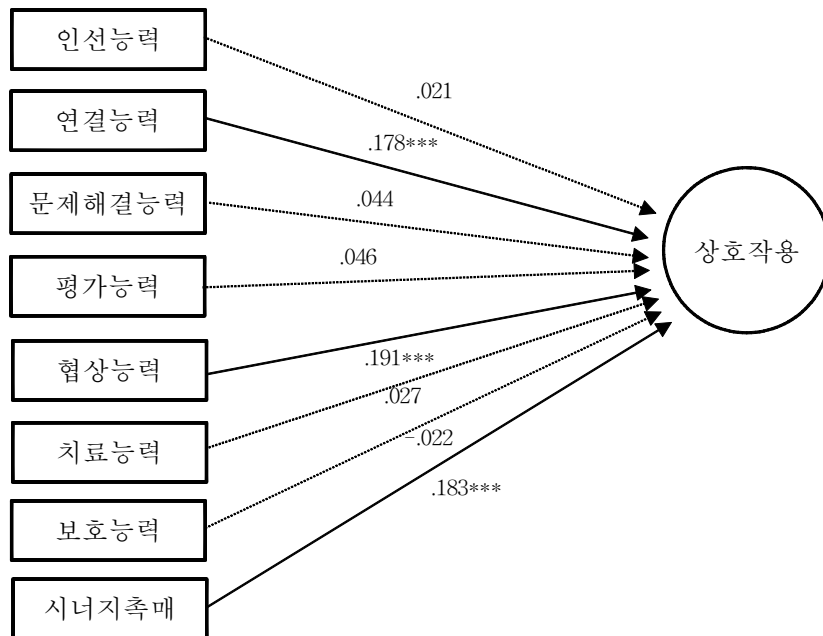 인선능력
.021
연결능력
.178***
문제해결능력
.044
상호작용
평가능력
.046
협상능력
.191***
.027
치료능력
-.022
.183***
보호능력
시너지촉매